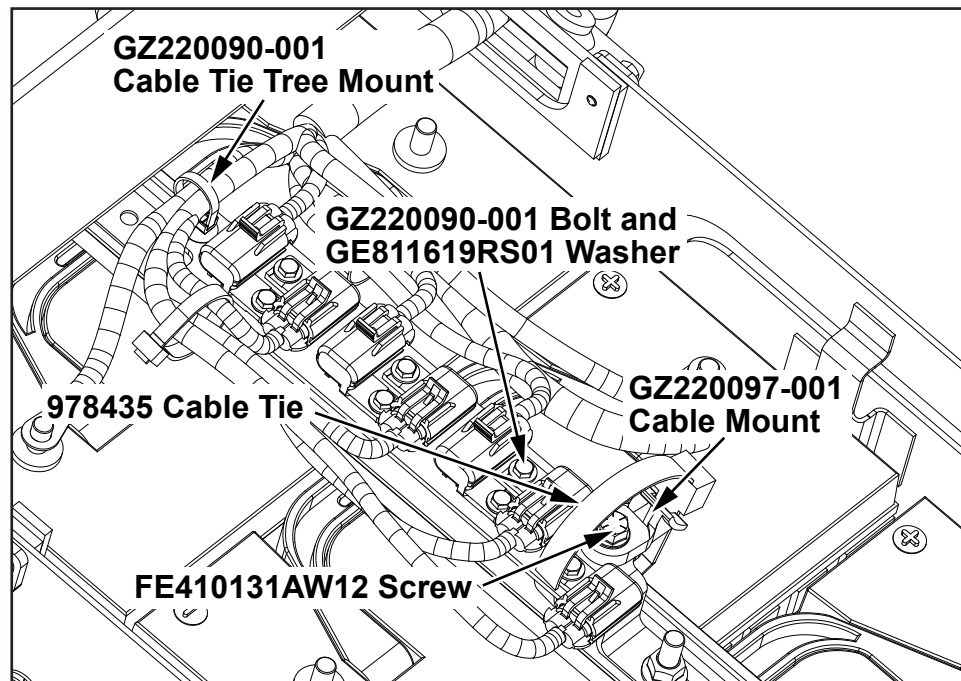 GZ220090-001
Cable Tie Tree Mount
GZ220090-001 Bolt and
GE811619RS01 Washer
978435 Cable Tie
GZ220097-001
Cable Mount
FE410131AW12 Screw